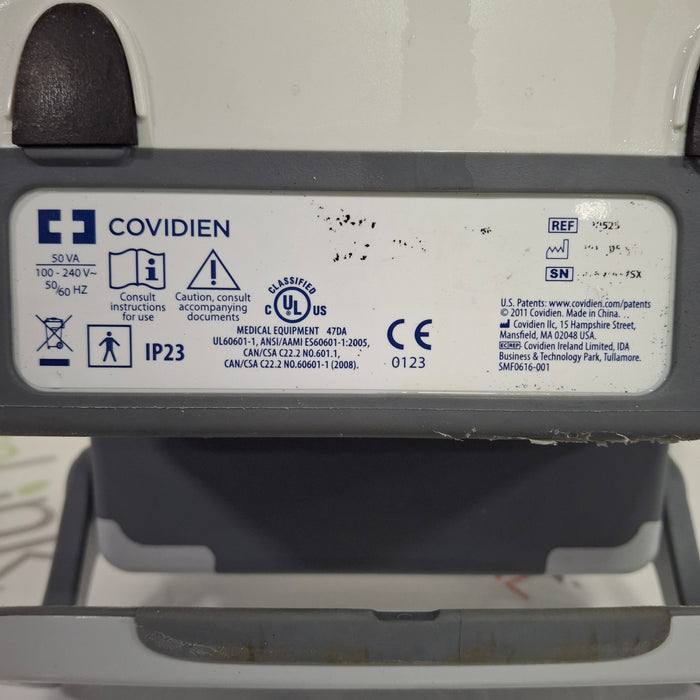 COVIDIEN
50 VA
100 - 240 V~
50/60 HZ
Consult
instructions
for use
Caution, consult
accompanying
documents
CLASSIFIED
C UL US
MEDICAL EQUIPMENT 47DA
UL60601-1, ANSI/AAMI ES60601-1:2005,
CAN/CSA C22.2 NO.601.1,
CAN/CSA C22.2 NO.60601-1 (2008).
IP23
CE
0123
REF
SN
U.S. Patents: www.covidien.com/patents
© 2011 Covidien. Made in China.
Covidien llc, 15 Hampshire Street,
Mansfield, MA 02048 USA.
EC REP Covidien Ireland Limited, IDA
Business & Technology Park, Tullamore.
SMF0616-001